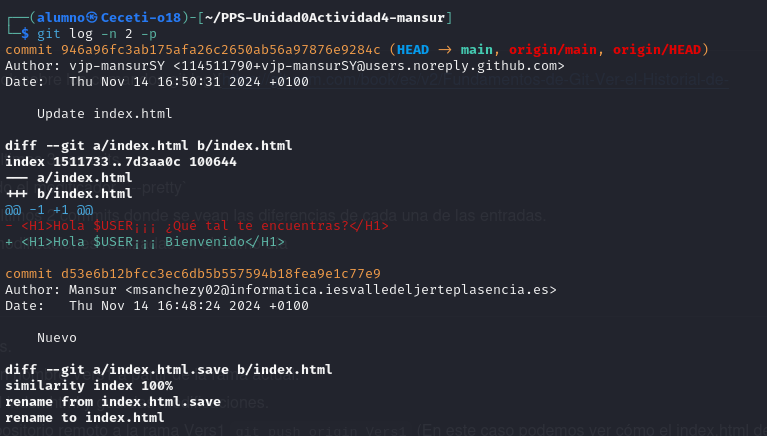 ┌──(alumno㉿Ceceti-o18)-[~/PPS-Unidad0Actividad4-mansur]
└─$ git log -n 2 -p
commit 946a96fc3ab175afa26c2650ab56a97876e9284c (HEAD → main, origin/main, origin/HEAD)
Author: vjp-mansurSY <114511790+vjp-mansurSY@users.noreply.github.com>
Date:   Thu Nov 14 16:50:31 2024 +0100
    Update index.html
diff --git a/index.html b/index.html
index 1511733..7d3aa0c 100644
--- a/index.html
+++ b/index.html
@@ -1 +1 @@
- <H1>Hola $USER¡¡¡ ¿Qué tal te encuentras?</H1>
+ <H1>Hola $USER¡¡¡ Bienvenido</H1>
commit d53e6b12bfcc3ec6db5b557594b18fea9e1c77e9
Author: Mansur <msanchezy02@informatica.iesvalledeljerteplasencia.es>
Date:   Thu Nov 14 16:48:24 2024 +0100
    Nuevo
diff --git a/index.html.save b/index.html
similarity index 100%
rename from index.html.save
rename to index.html